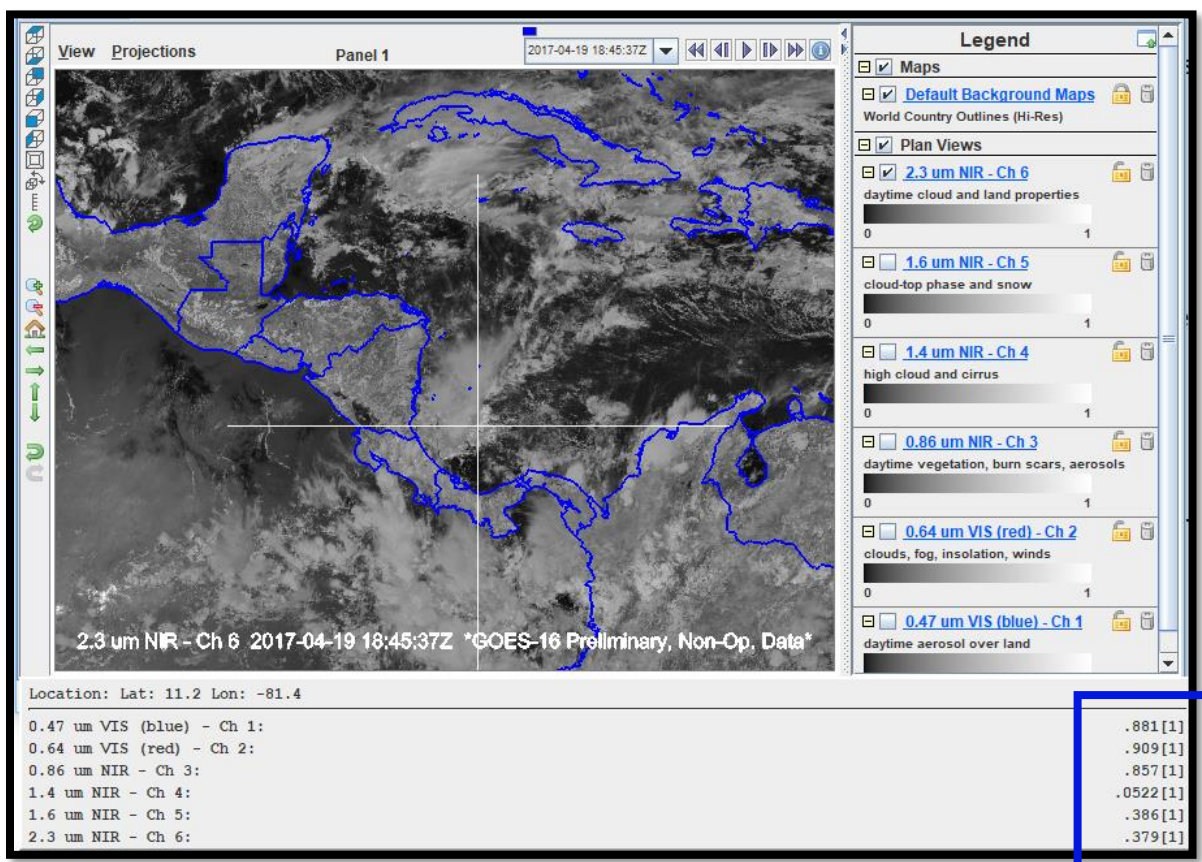 View Projections Panel 1 2017-04-19 18:45:37Z
2.3 um NIR - Ch 6 2017-04-19 18:45:37Z *GOES-16 Preliminary, Non-Op, Data*
Legend
Maps
Default Background Maps
World Country Outlines (Hi-Res)
Plan Views
2.3 um NIR - Ch 6
daytime cloud and land properties
0 1
1.6 um NIR - Ch 5
cloud-top phase and snow
0 1
1.4 um NIR - Ch 4
high cloud and cirrus
0 1
0.86 um NIR - Ch 3
daytime vegetation, burn scars, aerosols
0 1
0.64 um VIS (red) - Ch 2
clouds, fog, insolation, winds
0 1
0.47 um VIS (blue) - Ch 1
daytime aerosol over land
Location: Lat: 11.2 Lon: -81.4
0.47 um VIS (blue) - Ch 1: .881[1]
0.64 um VIS (red) - Ch 2: .909[1]
0.86 um NIR - Ch 3: .857[1]
1.4 um NIR - Ch 4: .0522[1]
1.6 um NIR - Ch 5: .386[1]
2.3 um NIR - Ch 6: .379[1]